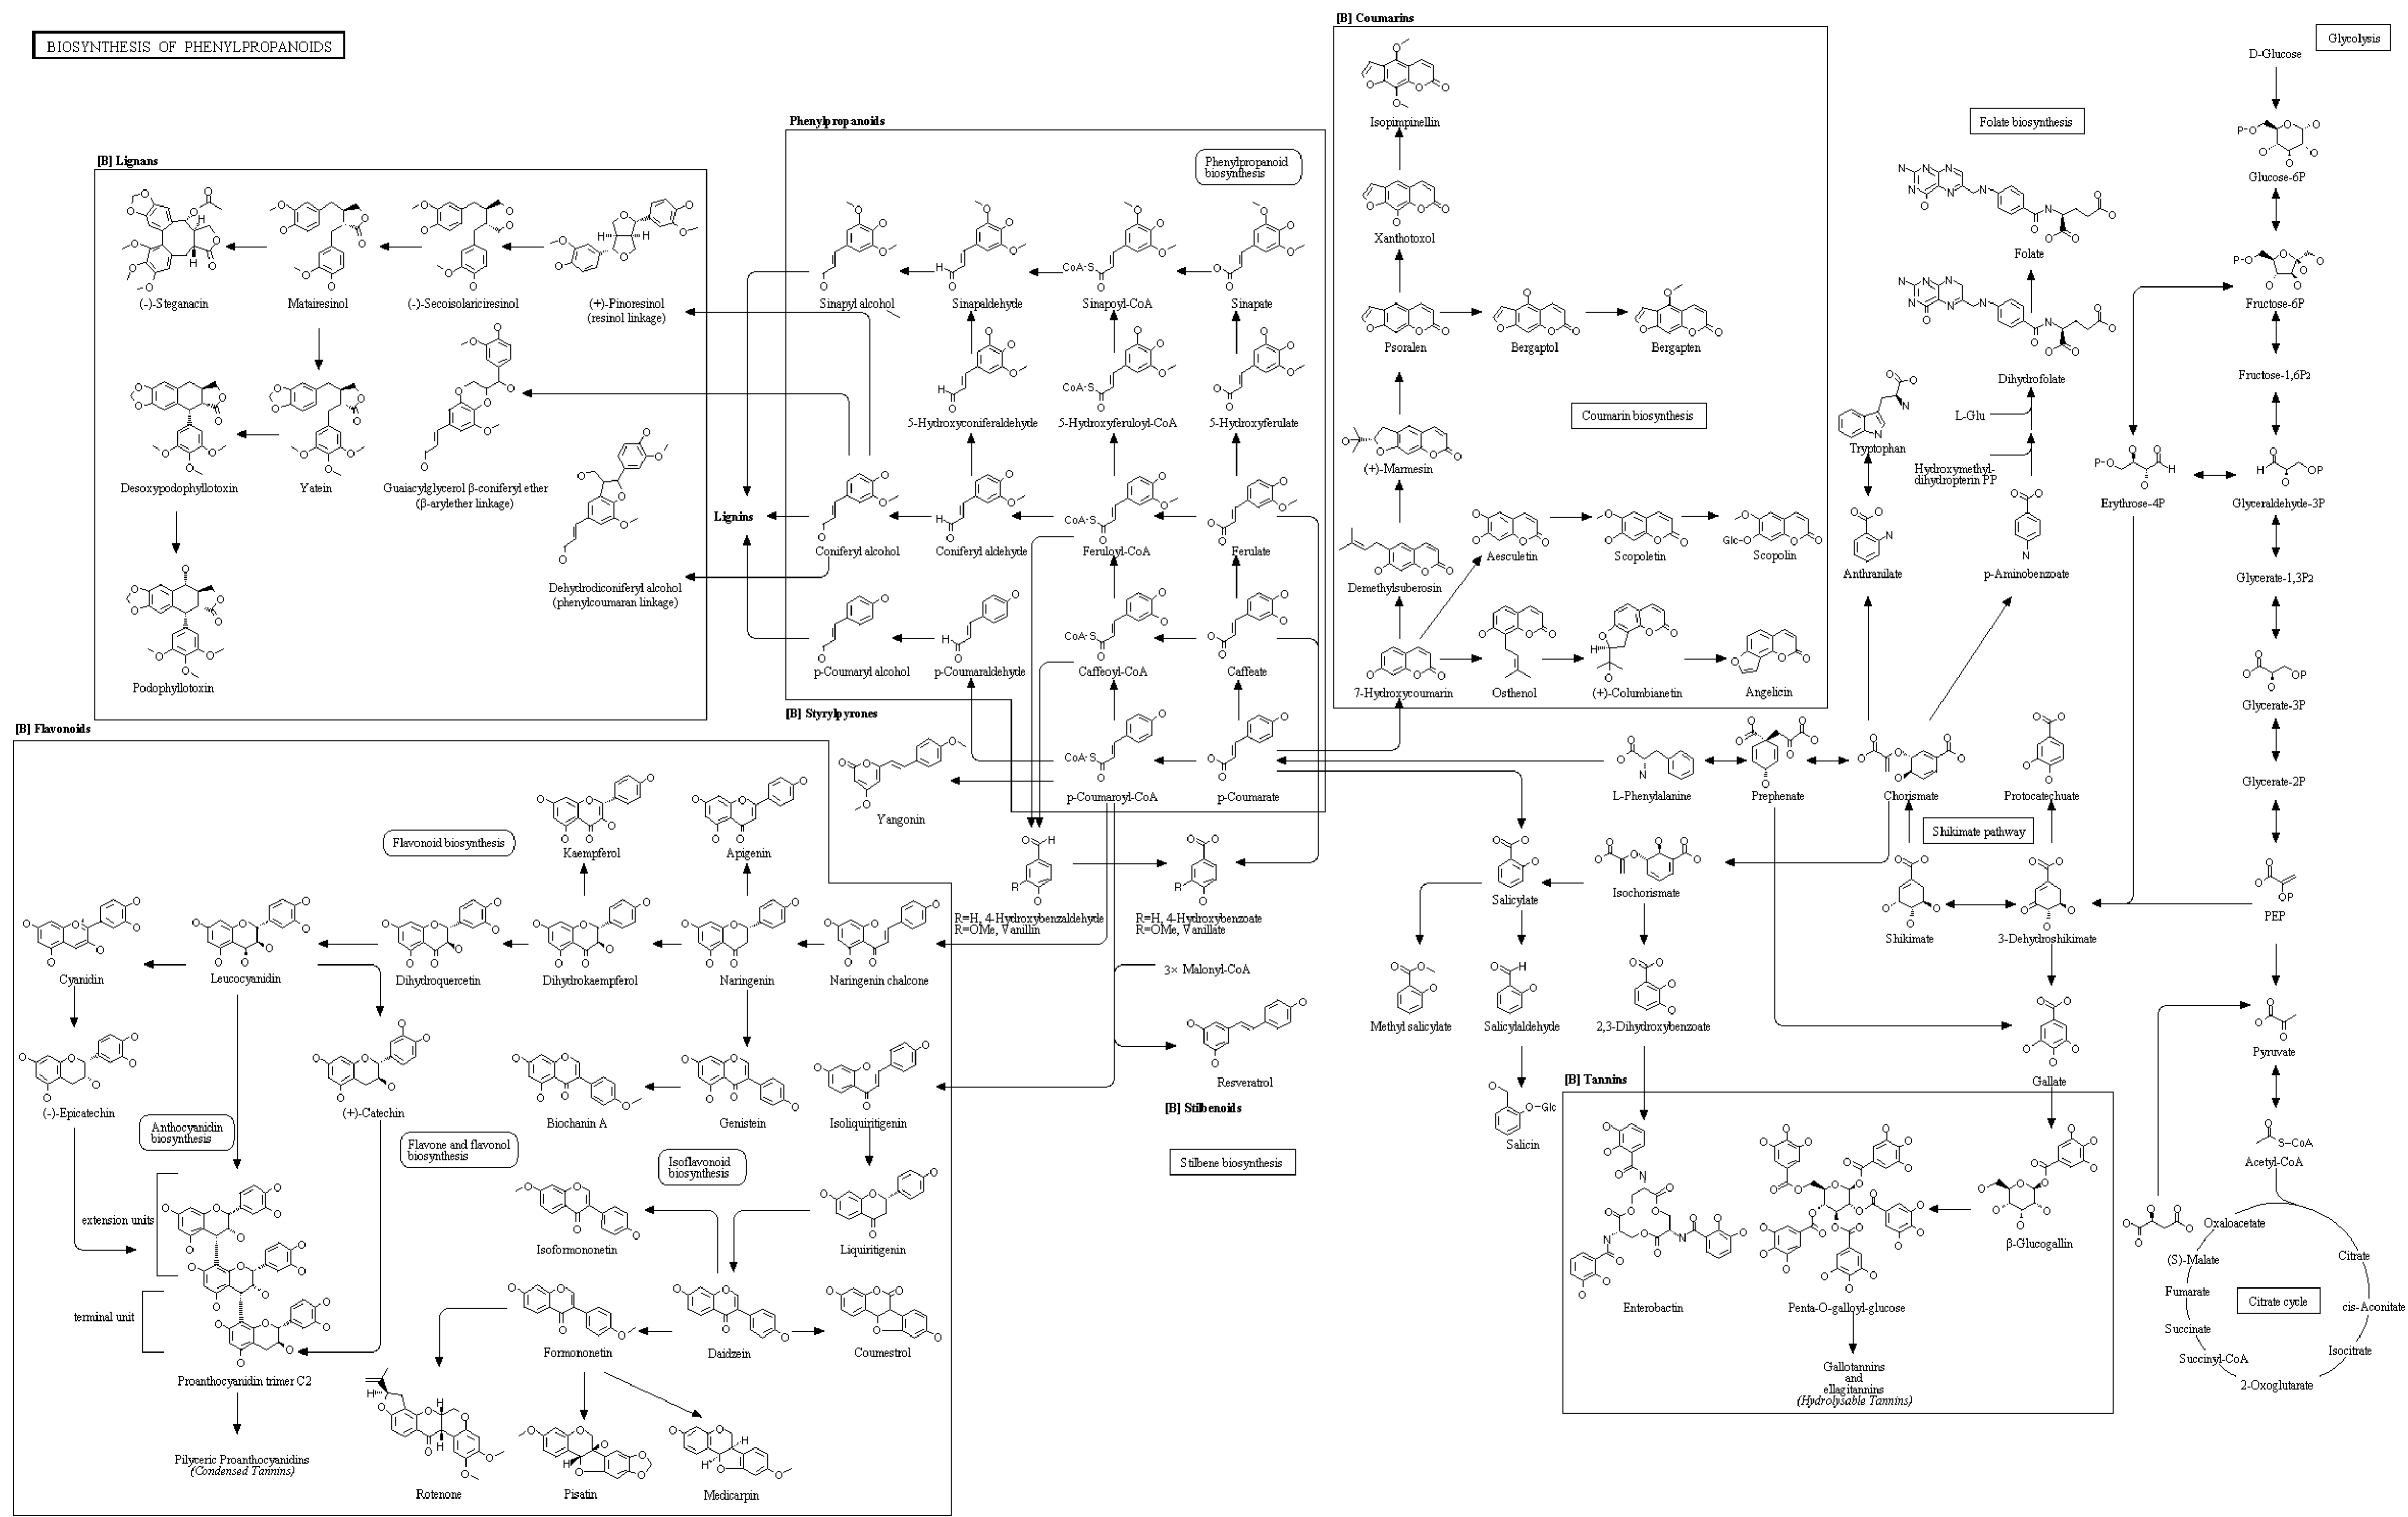 BIOSYNTHESIS OF PHENYLPROPANOIDS
[B] Lignans
(-)-Steganacin
Matairesinol
(-)-Secoisolariciresinol
(+)-Pinoresinol
(resinol linkage)
Desoxypodophyllotoxin
Yatein
Guaiacylglycerol β-coniferyl ether
(β-arylether linkage)
Dehydrodiconiferyl alcohol
(phenylcoumaran linkage)
Podophyllotoxin
Phenylpropanoids
Phenylpropanoid
biosynthesis
Sinapyl alcohol
Sinapaldehyde
Sinapoyl-CoA
Sinapate
5-Hydroxyconiferaldehyde
5-Hydroxyferuloyl-CoA
5-Hydroxyferulate
Lignins
Coniferyl alcohol
Coniferyl aldehyde
Feruloyl-CoA
Ferulate
p-Coumaryl alcohol
p-Coumaraldehyde
Caffeoyl-CoA
Caffeate
p-Coumaroyl-CoA
p-Coumarate
[B] Styrylpyrones
Yangonin
[B] Coumarins
Isopimpinellin
Xanthotoxol
Psoralen
Bergaptol
Bergapten
Coumarin biosynthesis
(+)-Marmesin
Demethylsuberosin
Aesculetin
Scopoletin
Scopolin
7-Hydroxycoumarin
Osthenol
(+)-Columbianetin
Angelicin
Glycolysis
D-Glucose
Glucose-6P
Fructose-6P
Fructose-1,6P2
Glyceraldehyde-3P
Erythrose-4P
Glycerate-1,3P2
Glycerate-3P
Glycerate-2P
PEP
Pyruvate
Acetyl-CoA
Folate biosynthesis
Folate
Dihydrofolate
L-Glu
Hydroxymethyl-
dihydropterin PP
Tryptophan
Anthranilate
p-Aminobenzoate
L-Phenylalanine
Prephenate
Chorismate
Protocatechuate
Shikimate pathway
Shikimate
3-Dehydroshikimate
Isochorismate
Salicylate
Methyl salicylate
Salicylaldehyde
2,3-Dihydroxybenzoate
Gallate
Salicin
R=H, 4-Hydroxybenzaldehyde
R=OMe, Vanillin
R=H, 4-Hydroxybenzoate
R=OMe, Vanillate
3× Malonyl-CoA
Resveratrol
[B] Stilbenoids
Stilbene biosynthesis
[B] Flavonoids
Flavonoid biosynthesis
Kaempferol
Apigenin
Cyanidin
Leucocyanidin
Dihydroquercetin
Dihydrokaempferol
Naringenin
Naringenin chalcone
(-)-Epicatechin
(+)-Catechin
Biochanin A
Genistein
Isoliquiritigenin
Anthocyanidin
biosynthesis
Flavone and flavonol
biosynthesis
Isoflavonoid
biosynthesis
extension units
terminal unit
Isoformononetin
Liquiritigenin
Formononetin
Daidzein
Coumestrol
Proanthocyanidin trimer C2
Pilyceric Proanthocyanidins
(Condensed Tannins)
Rotenone
Pisatin
Medicarpin
[B] Tannins
Enterobactin
Penta-O-galloyl-glucose
β-Glucogallin
Gallotannins
and
ellagitannins
(Hydrolysable Tannins)
Oxaloacetate
(S)-Malate
Fumarate
Succinate
Succinyl-CoA
2-Oxoglutarate
Isocitrate
cis-Aconitate
Citrate
Citrate cycle